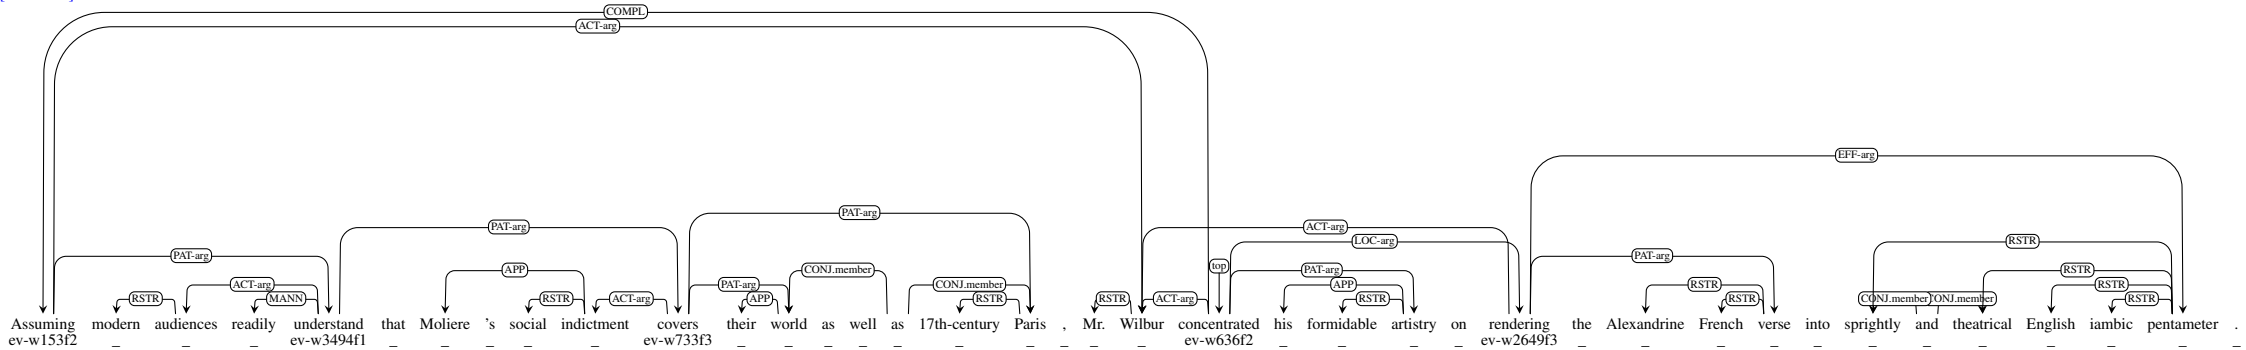 COMPL
ACT-arg
EFF-arg
PAT-arg
PAT-arg ACT-arg
LOC-arg RSTR
PAT-arg PAT-arg
top
APP CONJ.member PAT-arg RSTR
ACT-arg PAT-arg CONJ.member APP RSTR RSTR
RSTR MANN RSTR ACT-arg APP RSTR RSTR ACT-arg RSTR RSTR CONJ.member CONJ.member RSTR
Assuming modern audiences readily understand that Moliere 's social indictment covers their world as well as 17th-century Paris , Mr. Wilbur concentrated his formidable artistry on rendering the Alexandrine French verse into sprightly and theatrical English iambic pentameter .
ev-w153f2 _ _ _ ev-w3494f1 _ _ _ _ _ ev-w733f3 _ _ _ _ _ _ _ _ _ _ ev-w636f2 _ _ _ _ ev-w2649f3 _ _ _ _ _ _ _ _ _ _ _ _